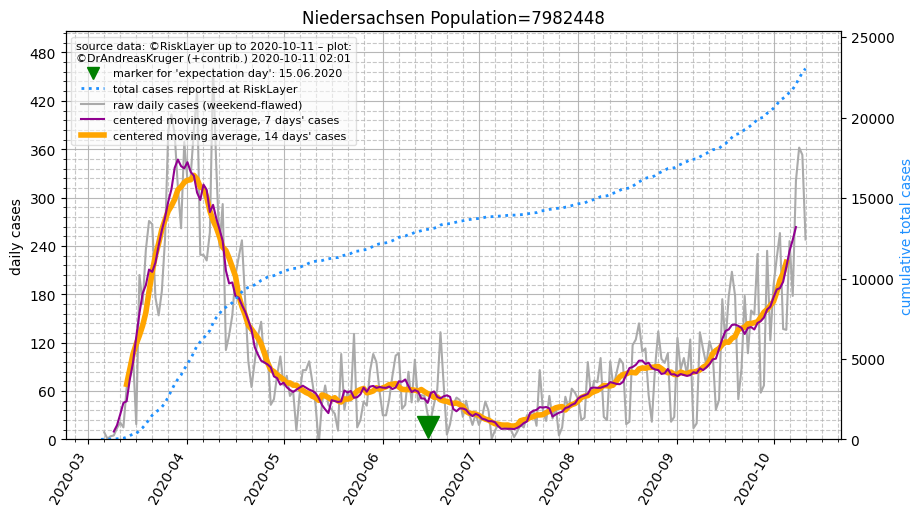 Niedersachsen Population=7982448
source data: ©RiskLayer up to 2020-10-11 – plot:
©DrAndreasKruger (+contrib.) 2020-10-11 02:01
marker for 'expectation day': 15.06.2020
total cases reported at RiskLayer
raw daily cases (weekend-flawed)
centered moving average, 7 days' cases
centered moving average, 14 days' cases
daily cases
480
420
360
300
240
180
120
60
0
25000
20000
15000
10000
5000
0
cumulative total cases
2020-03
2020-04
2020-05
2020-06
2020-07
2020-08
2020-09
2020-10